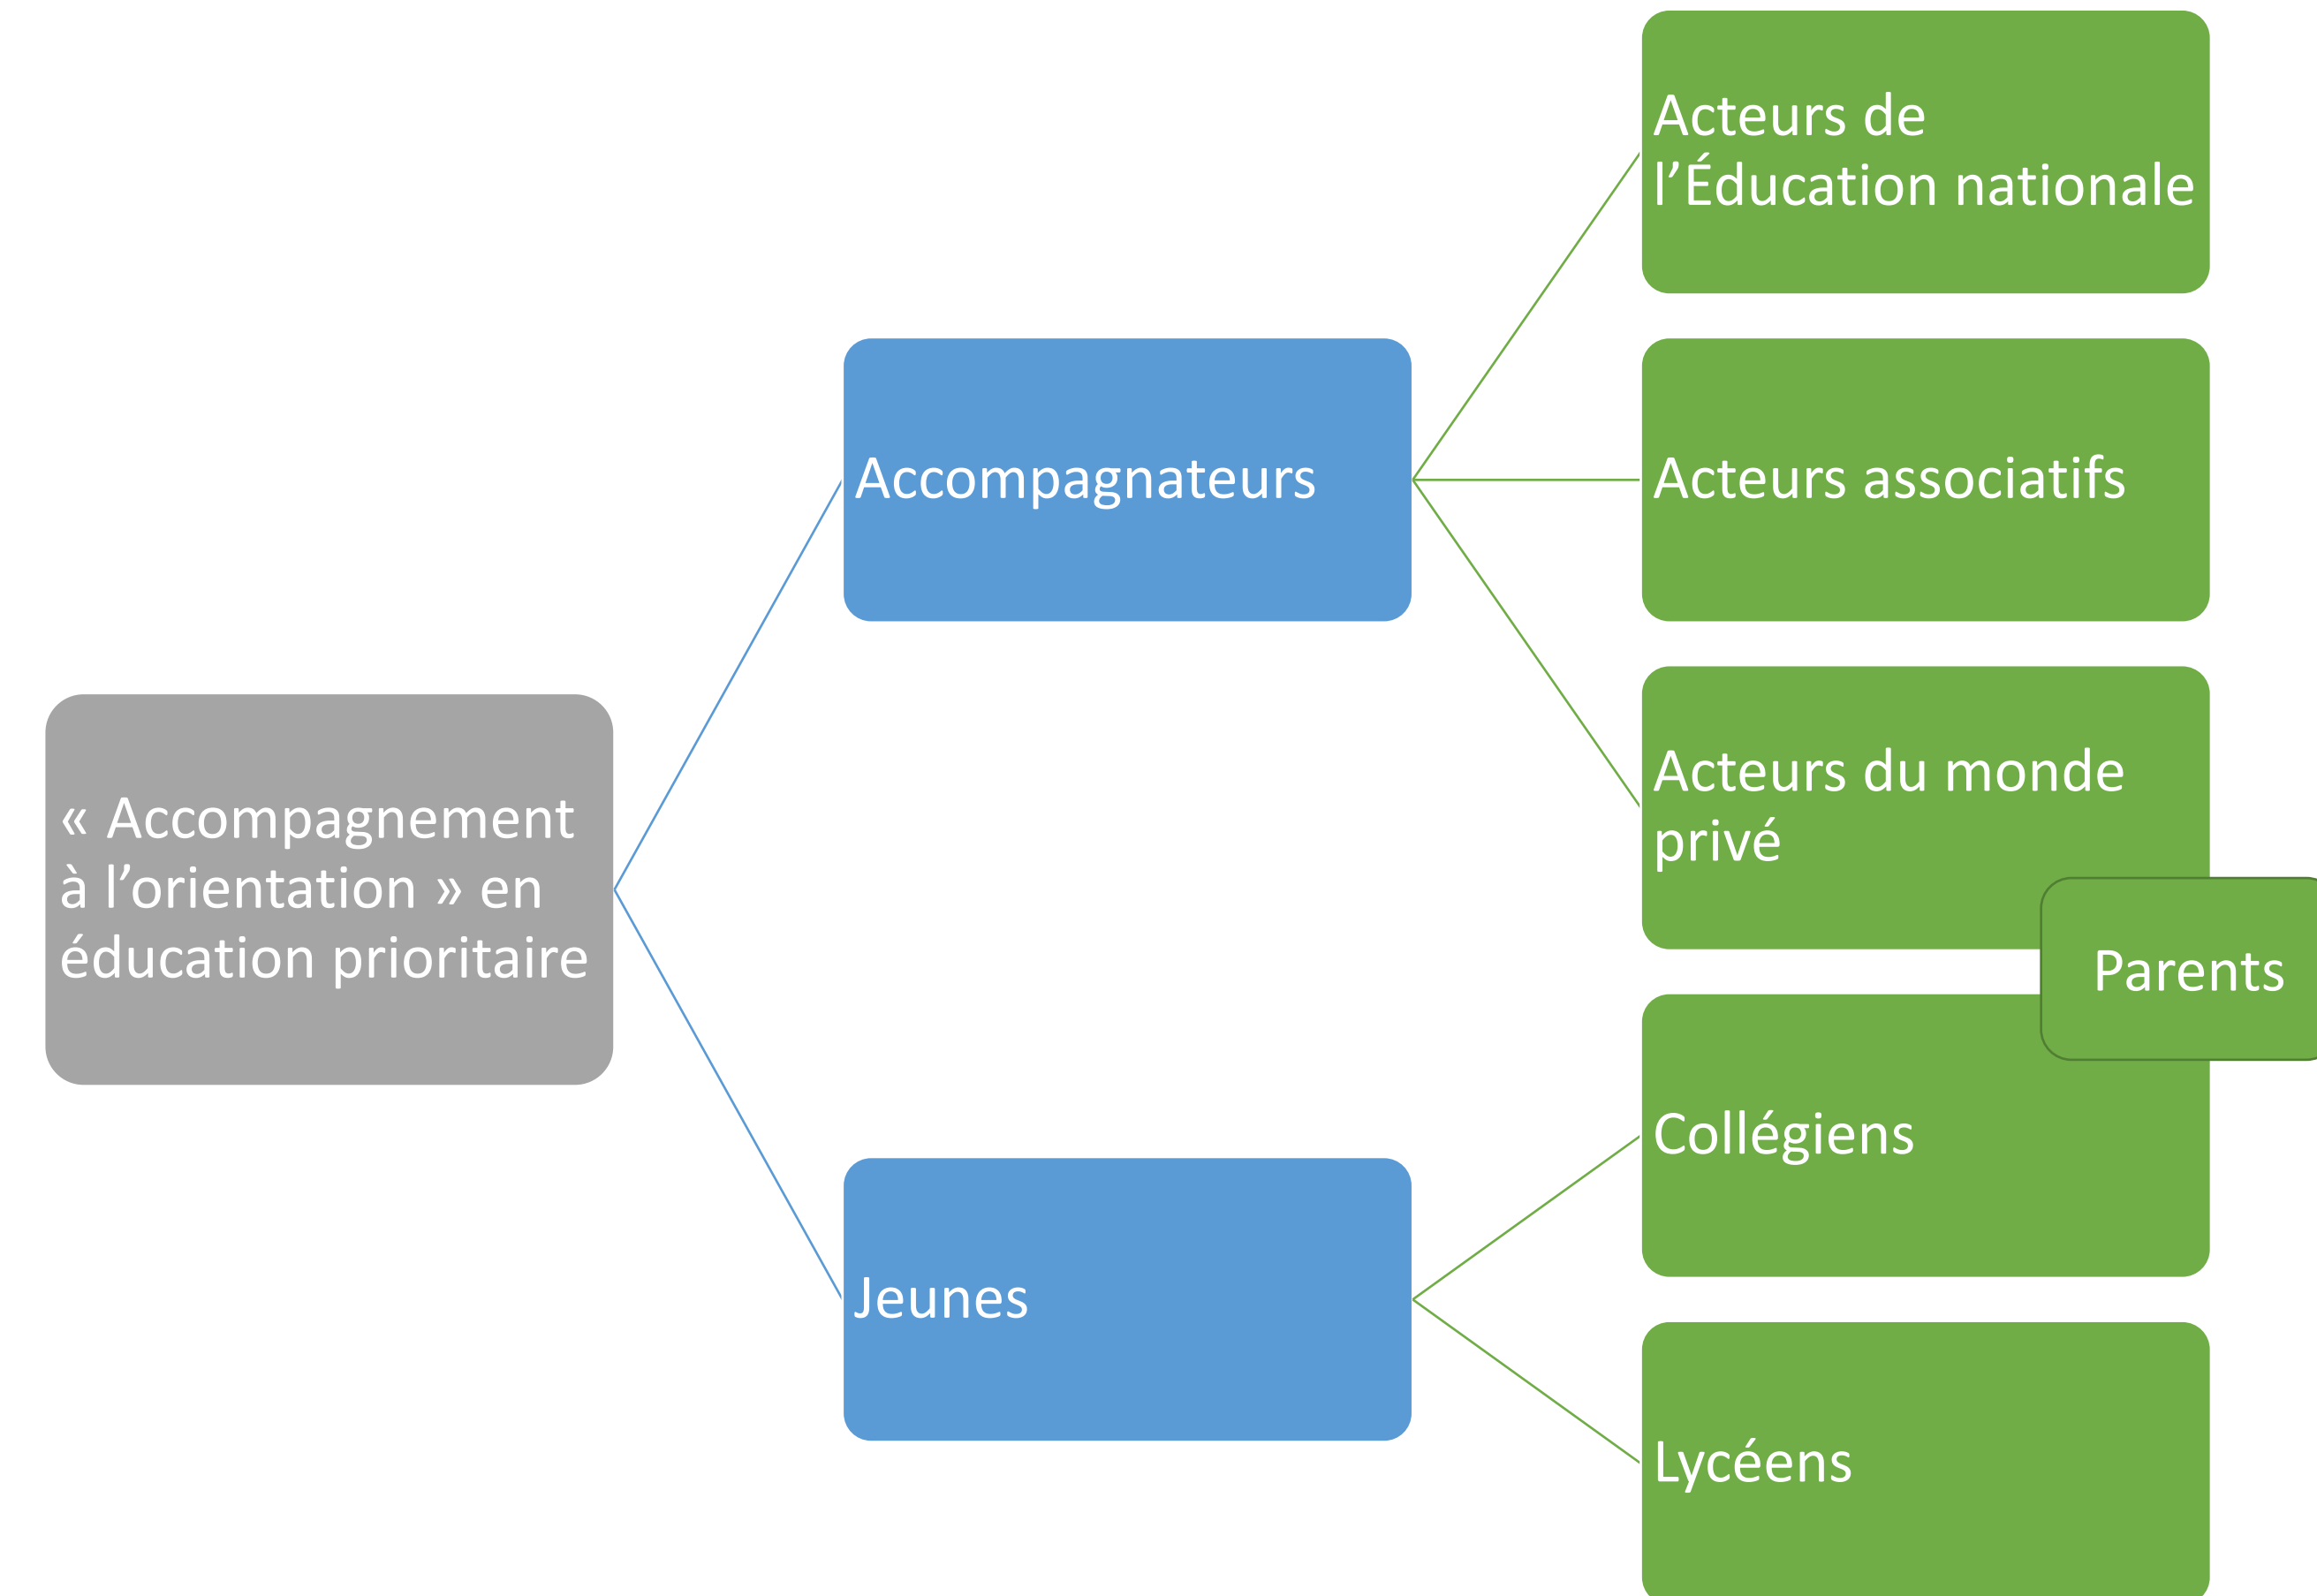 Acteurs de
l’Éducation nationale
Accompagnateurs
Acteurs associatifs
Acteurs du monde
privé
« Accompagnement
à l’orientation » en
éducation prioritaire
Parents
Collégiens
Jeunes
Lycéens